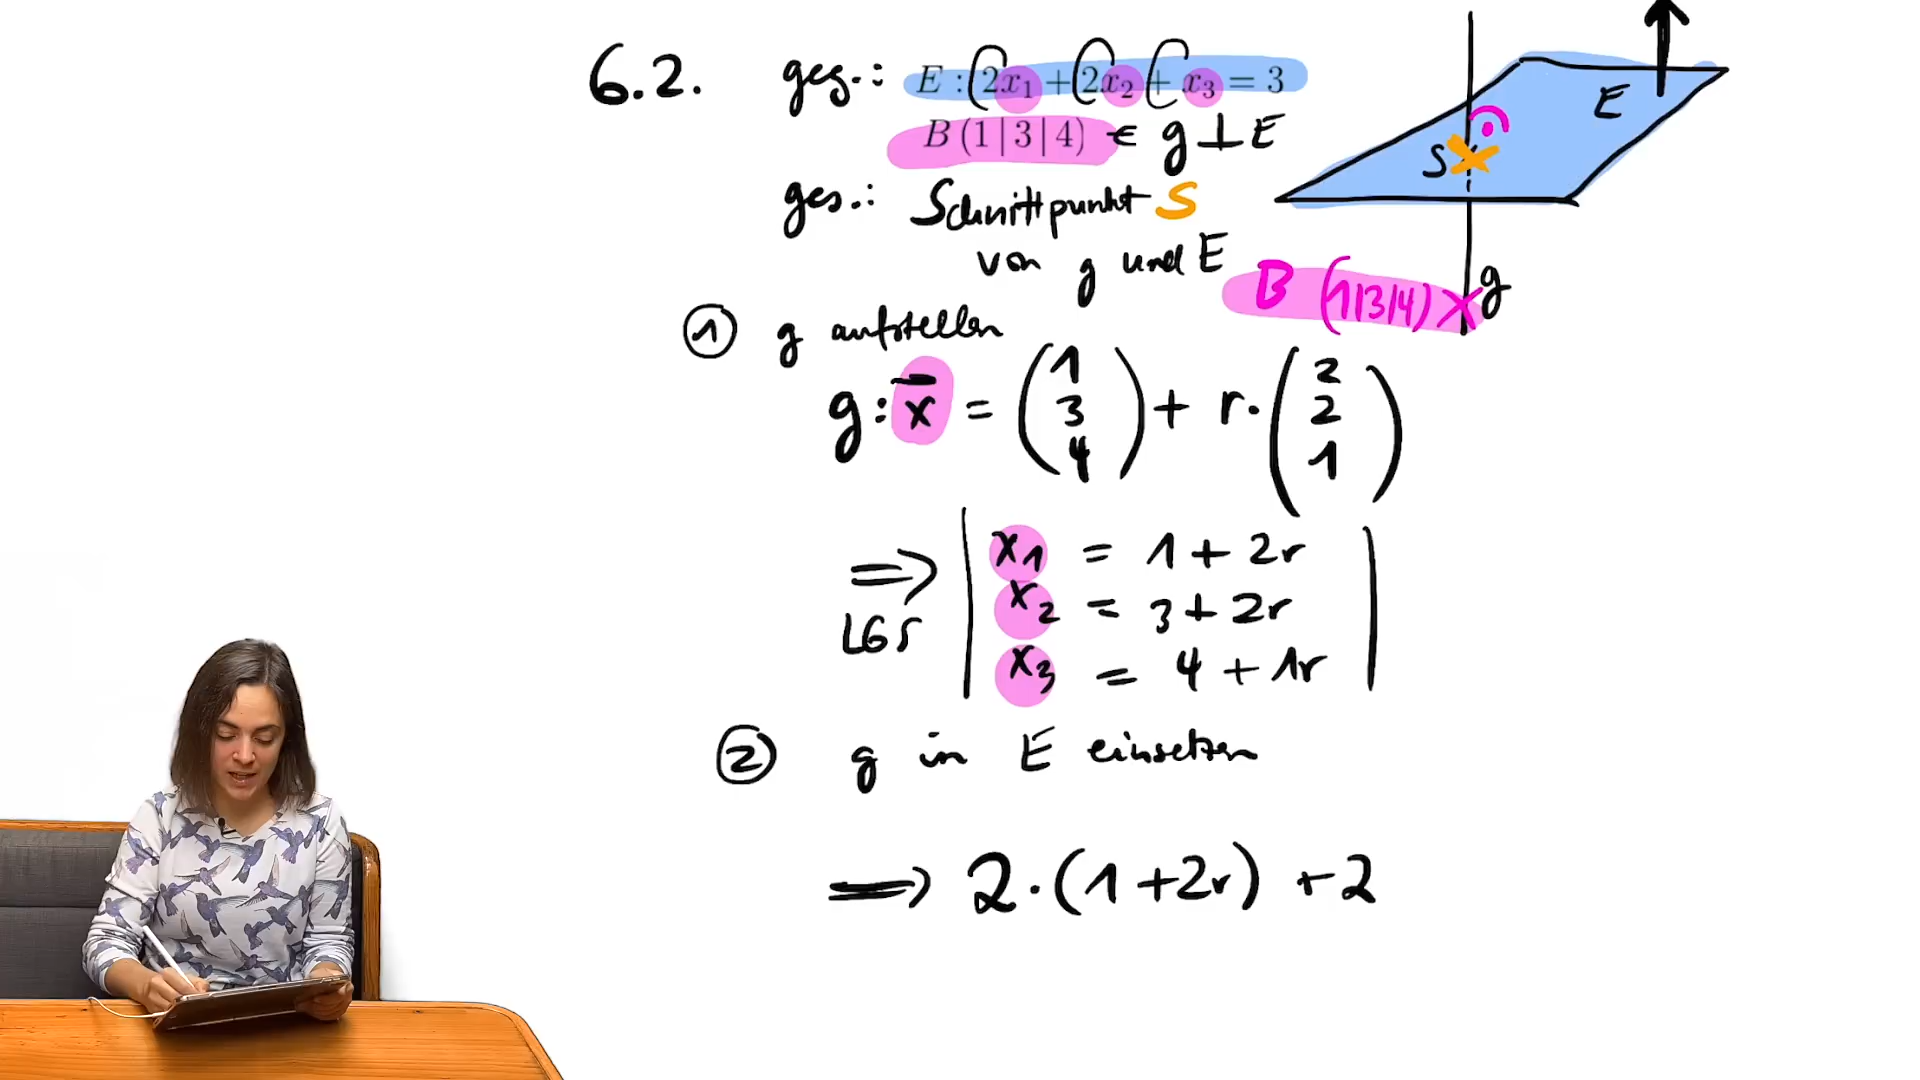 6.2. geg.: E : 2x₁ + 2x₂ + x₃ = 3
B (1 | 3 | 4) ∈ g ⊥ E
ges.: Schnittpunkt S
von g und E
E
S
g
B (1|3|4)
① g aufstellen
g: x̄ = (1 3 4) + r · (2 2 1)
⇒ LGS
x₁ = 1 + 2r
x₂ = 3 + 2r
x₃ = 4 + 1r
② g in E einsetzen
⇒ 2 · (1 + 2r) + 2